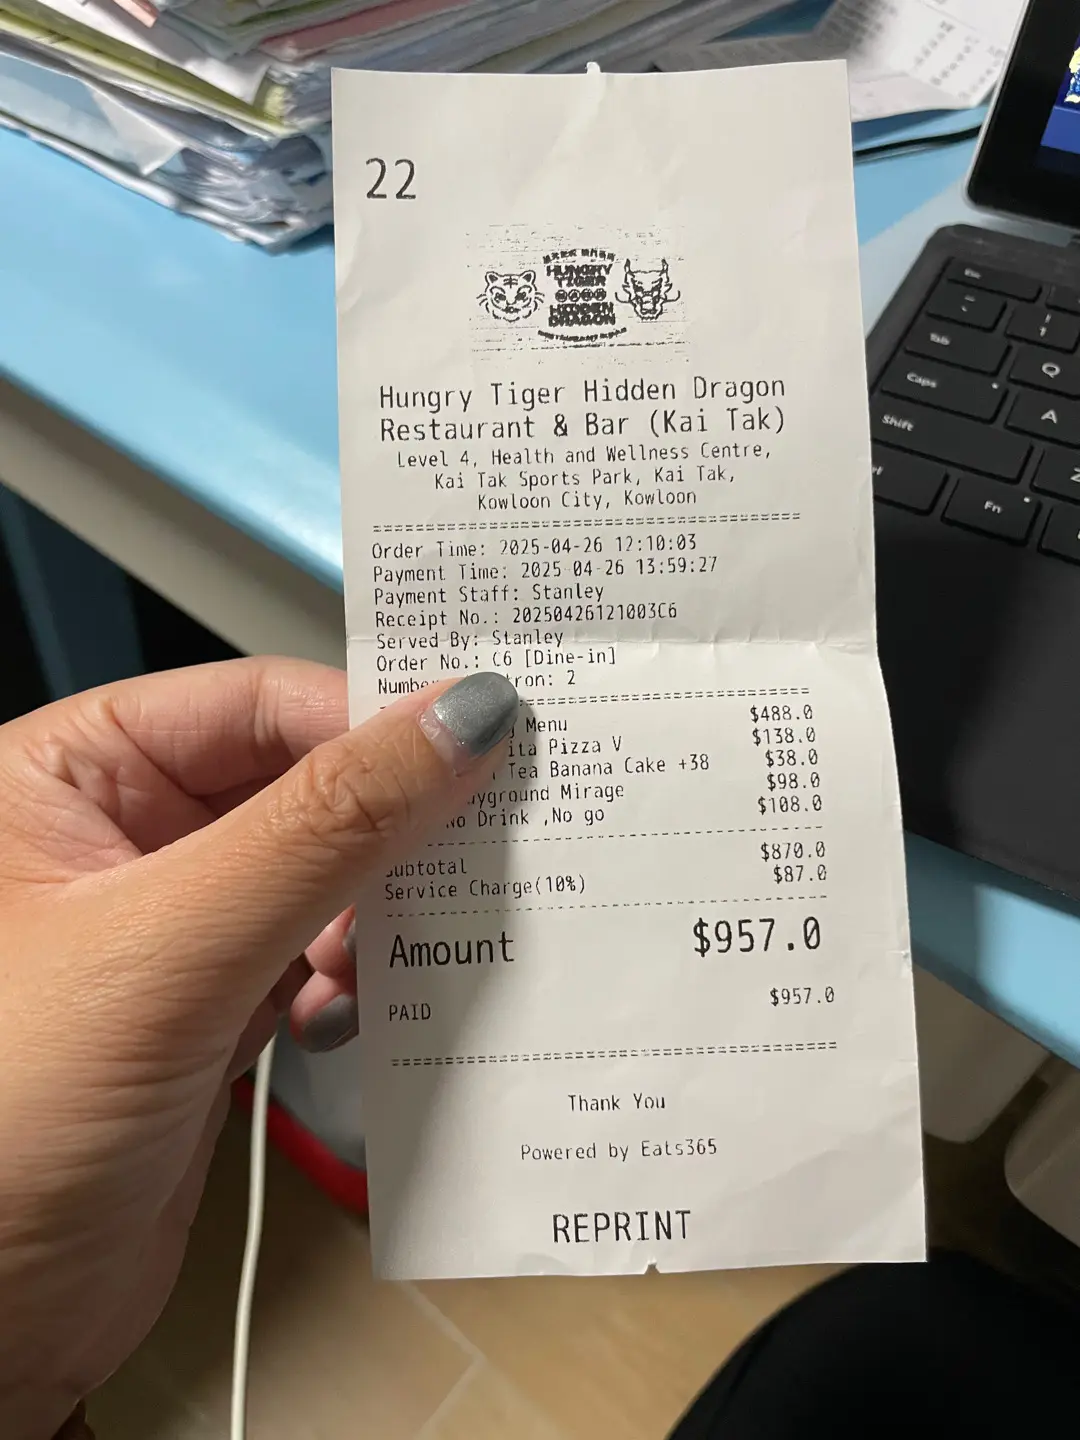 22
HUNGRY
TIGER
HIDDEN
DRAGON
Hungry Tiger Hidden Dragon
Restaurant & Bar (Kai Tak)
Level 4, Health and Wellness Centre,
Kai Tak Sports Park, Kai Tak,
Kowloon City, Kowloon
Order Time: 2025-04-26 12:10:03
Payment Time: 2025-04-26 13:59:27
Payment Staff: Stanley
Receipt No.: 20250426121003C6
Served By: Stanley
Order No.: C6 [Dine-in]
2
Menu $488.0
Pizza V $138.0
Tea Banana Cake +38 $38.0
Mirage $98.0
No Drink ,No go $108.0
Subtotal $870.0
Service Charge(10%) $87.0
Amount $957.0
PAID $957.0
Thank You
Powered by Eats365
REPRINT
Esc
Tab
Caps
Shift
Fn
Q
A
Z
!
1